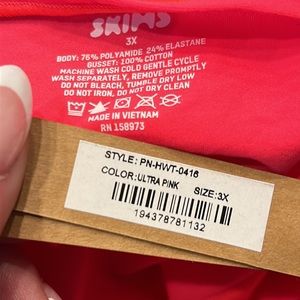 SKIMS
3X
BODY: 76% POLYAMIDE 24% ELASTANE
GUSSET: 100% COTTON
MACHINE WASH COLD GENTLE CYCLE
MACHINE WASH, REMOVE PROMPTLY
DO NOT BLEACH, TUMBLE DRY LOW
DO NOT IRON, DO NOT DRY CLEAN
MADE IN
VIETNAM
RN 158973
STYLE: PN-HWT-0416
COLOR: ULTRA PINK SIZE: 3X
194378781132